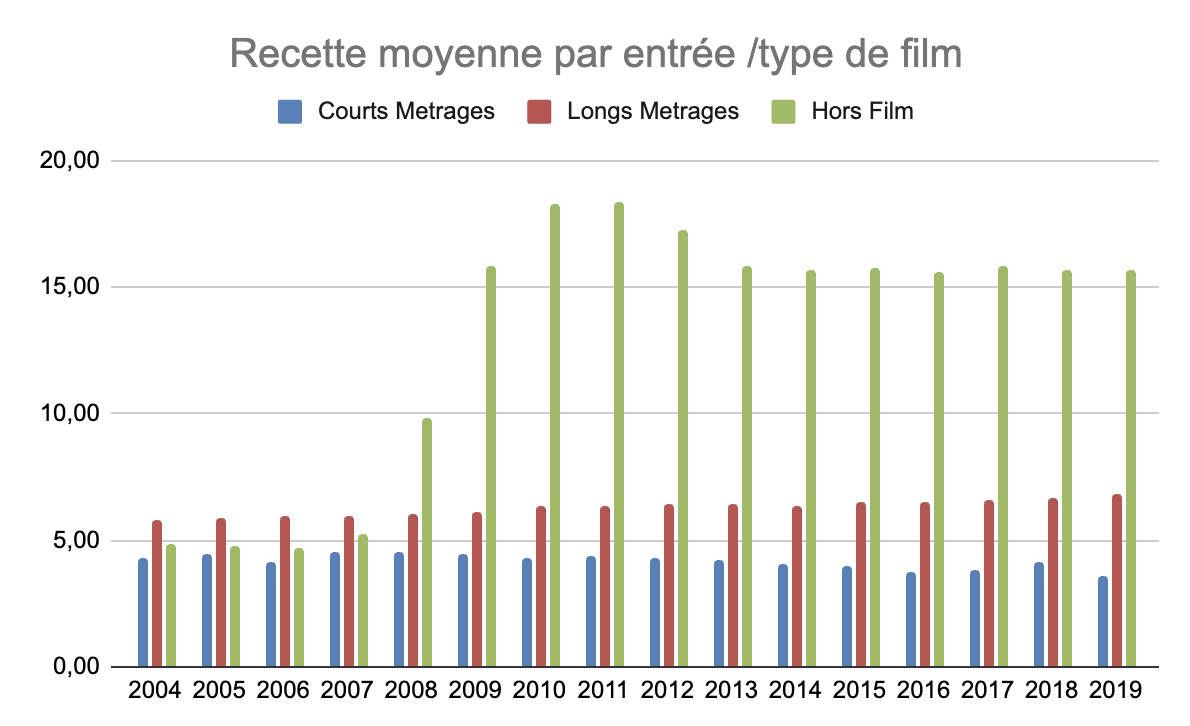 Recette moyenne par entrée /type de film
Courts Metrages Longs Metrages Hors Film
20,00
15,00
10,00
5,00
0,00
2004 2005 2006 2007 2008 2009 2010 2011 2012 2013 2014 2015 2016 2017 2018 2019